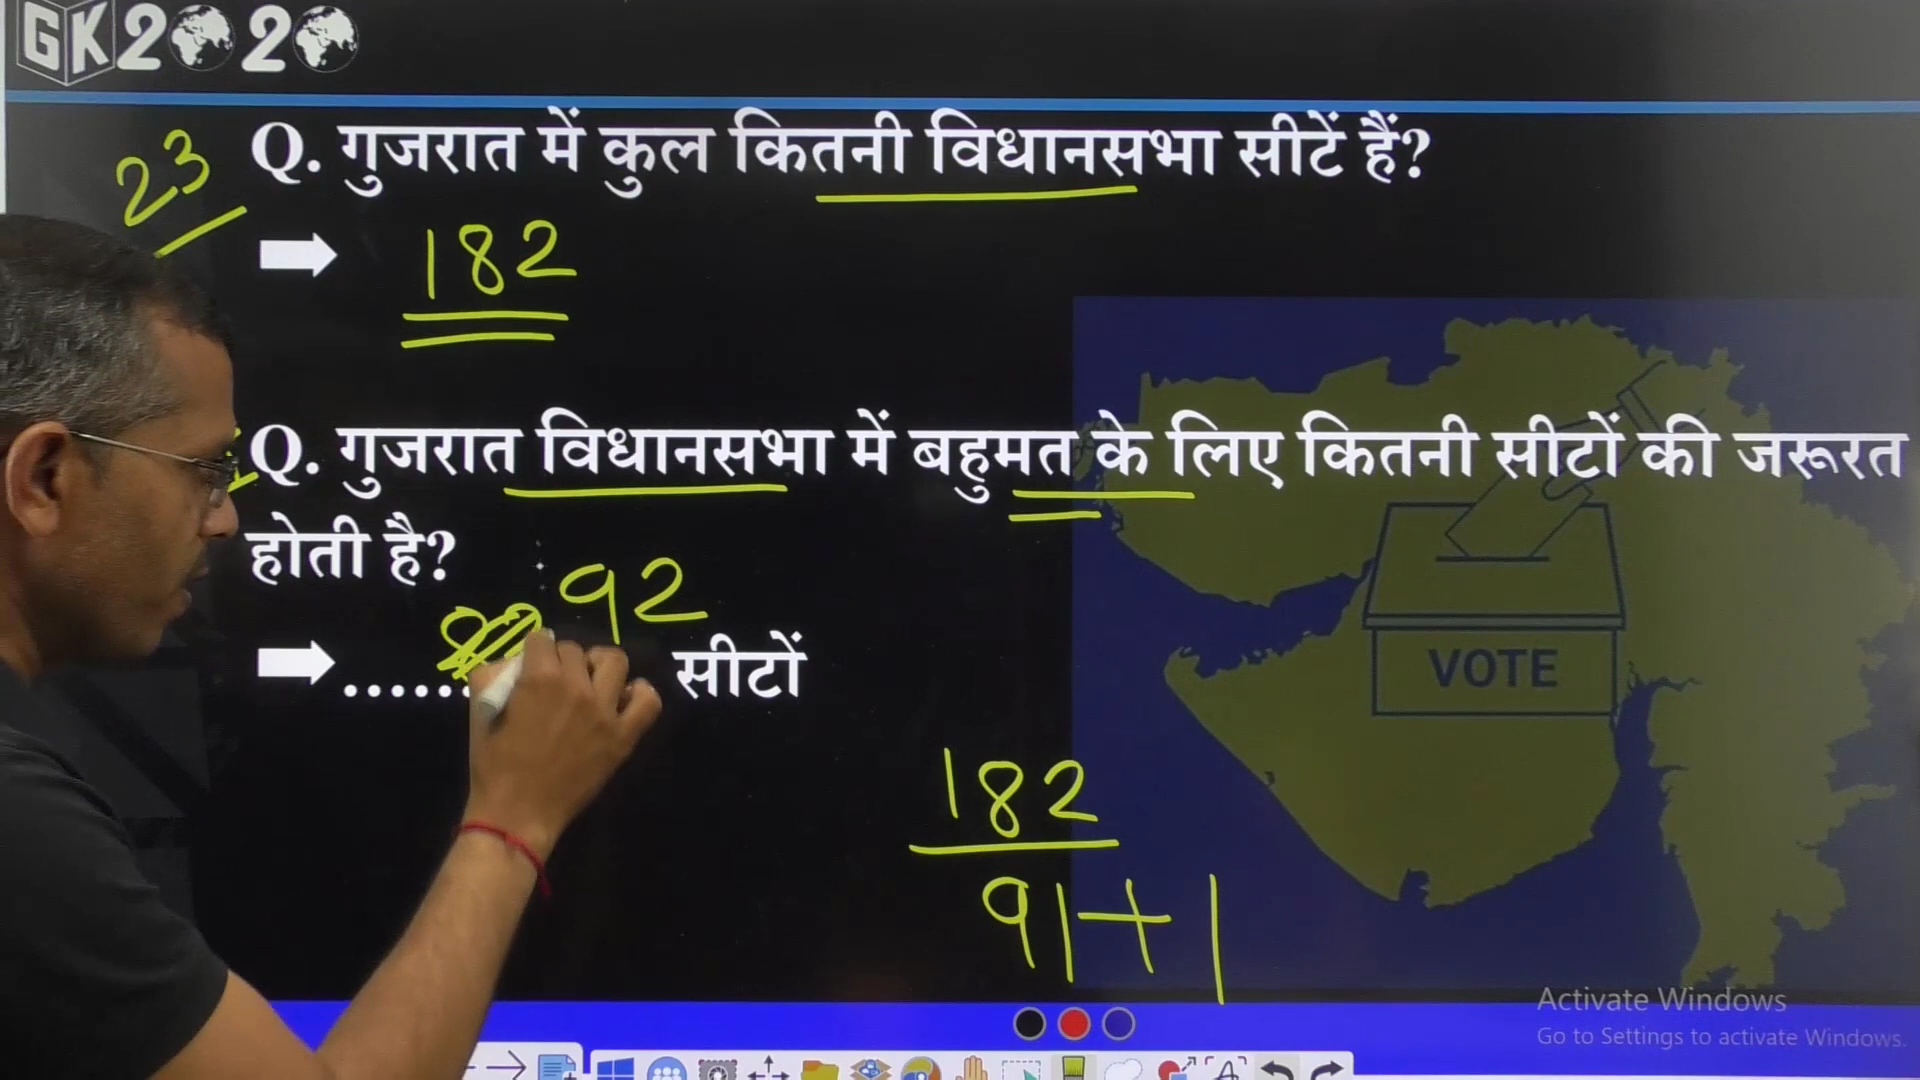 GK2020
23 Q. गुजरात में कुल कितनी विधानसभा सीटें हैं?
182
Q. गुजरात विधानसभा में बहुमत के लिए कितनी सीटों की जरूरत
होती है?
92
...... सीटों
VOTE
182
91+1
Activate Windows
Go to Settings to activate Windows.